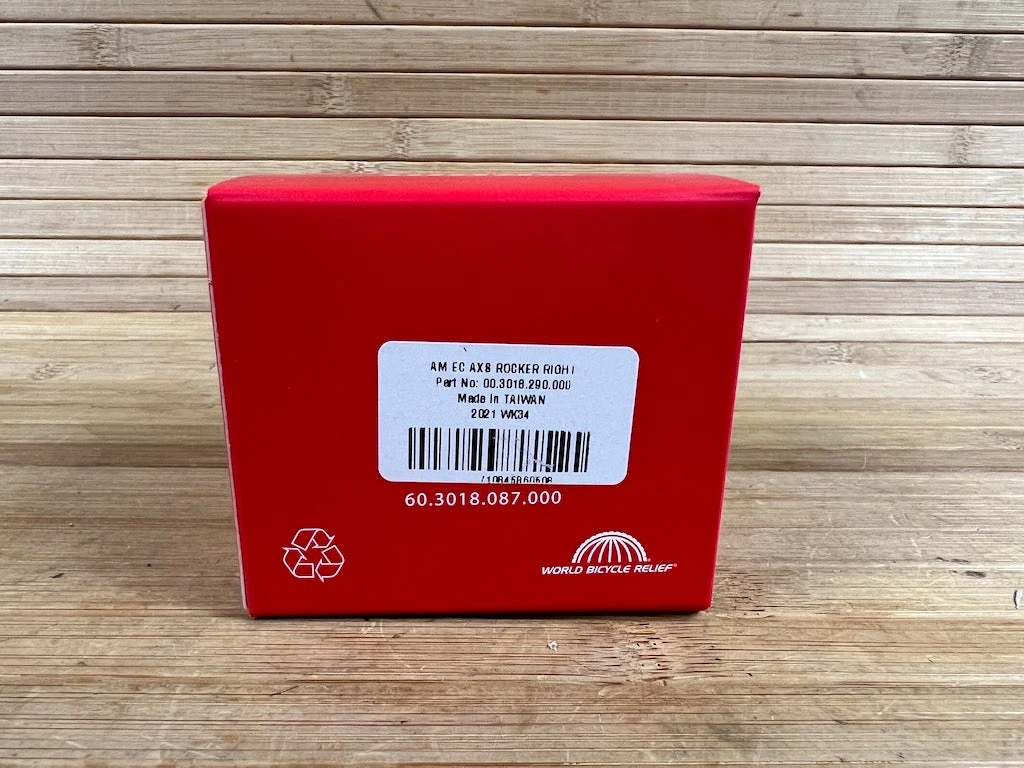 AM EC AXS ROCKER RIGHT
Part No: 00.3018.290.000
Made In TAIWAN
2021 WK34
60.3018.087.000
WORLD BICYCLE RELIEF®